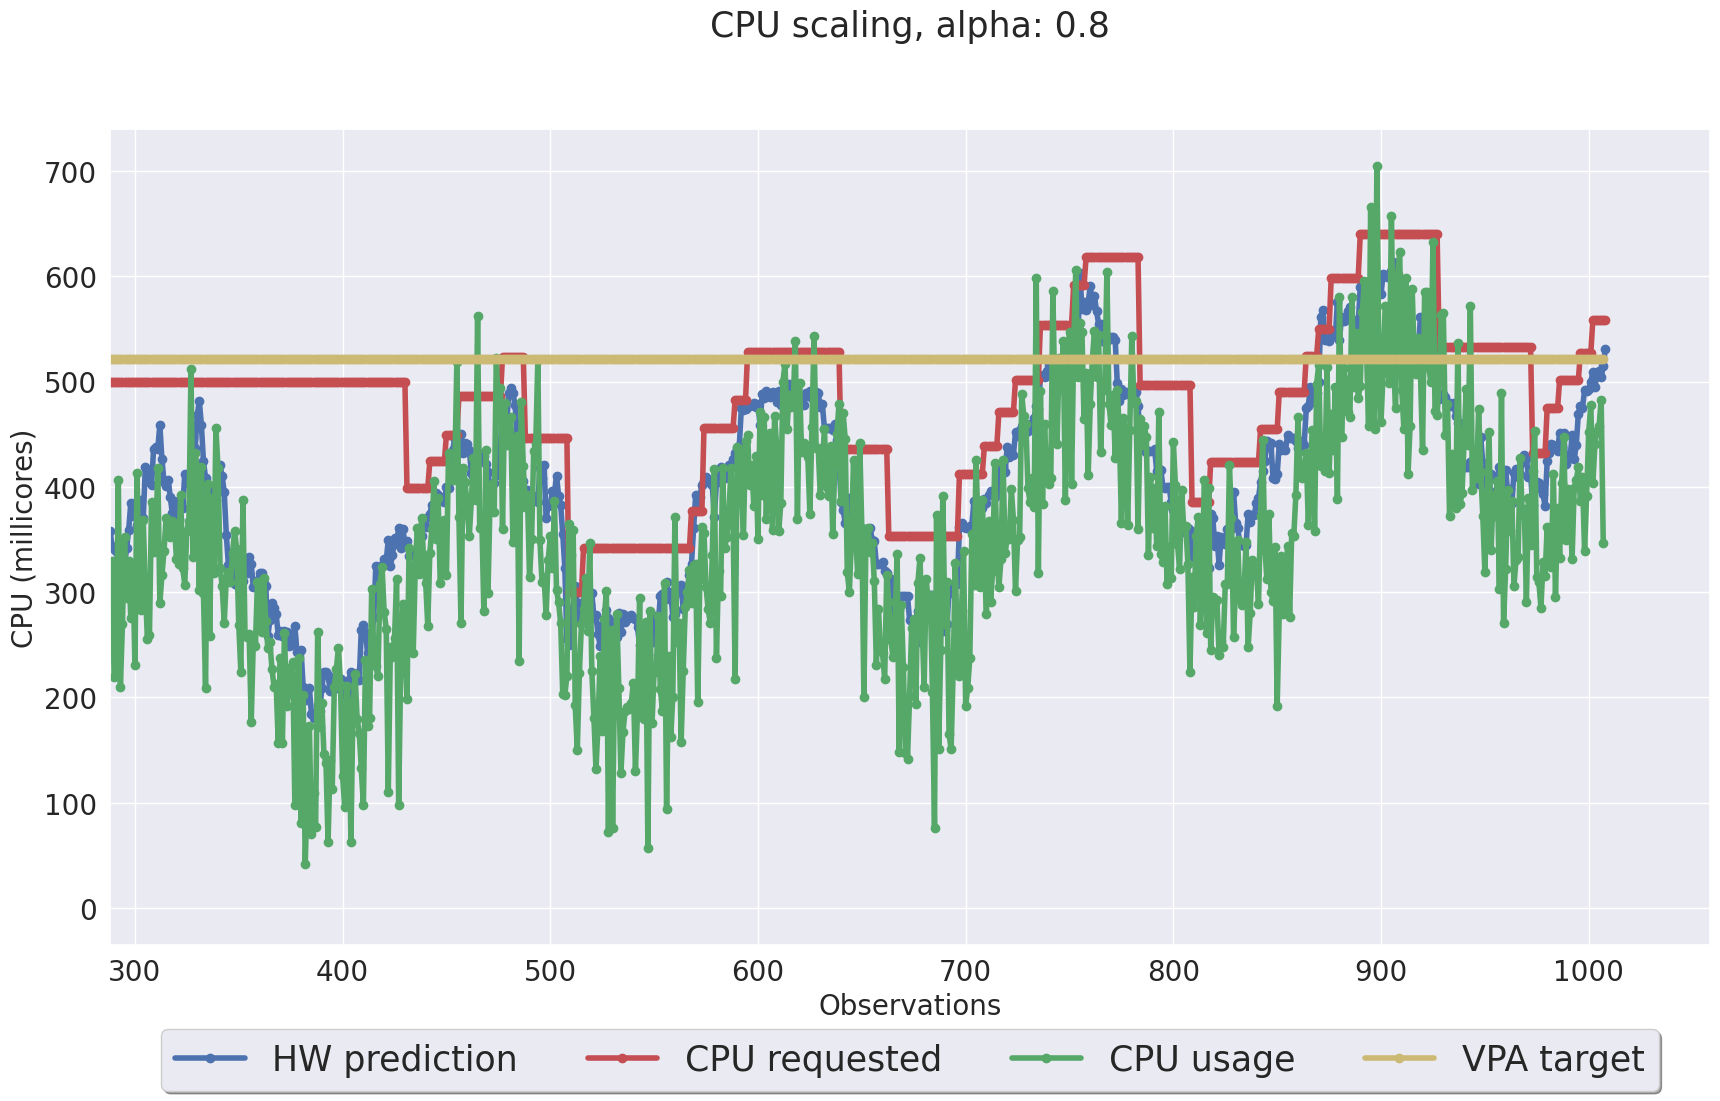 CPU scaling, alpha: 0.8
700
600
500
400
300
200
100
0
CPU (millicores)
300 400 500 600 700 800 900 1000
Observations
HW prediction CPU requested CPU usage VPA target